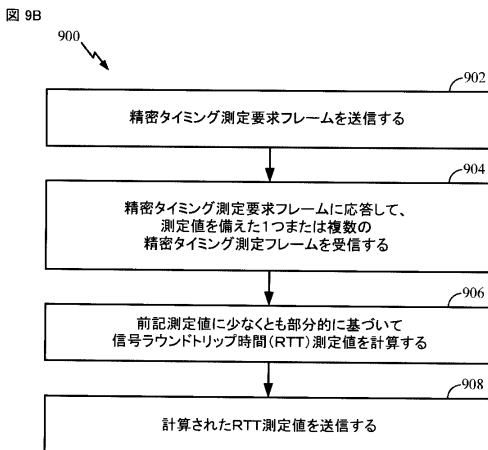 図 9B
900
902
精密タイミング測定要求フレームを送信する
904
精密タイミング測定要求フレームに応答して、
測定値を備えた1つまたは複数の
精密タイミング測定フレームを受信する
906
前記測定値に少なくとも部分的に基づいて
信号ラウンドトリップ時間(RTT)測定値を計算する
908
計算されたRTT測定値を送信する